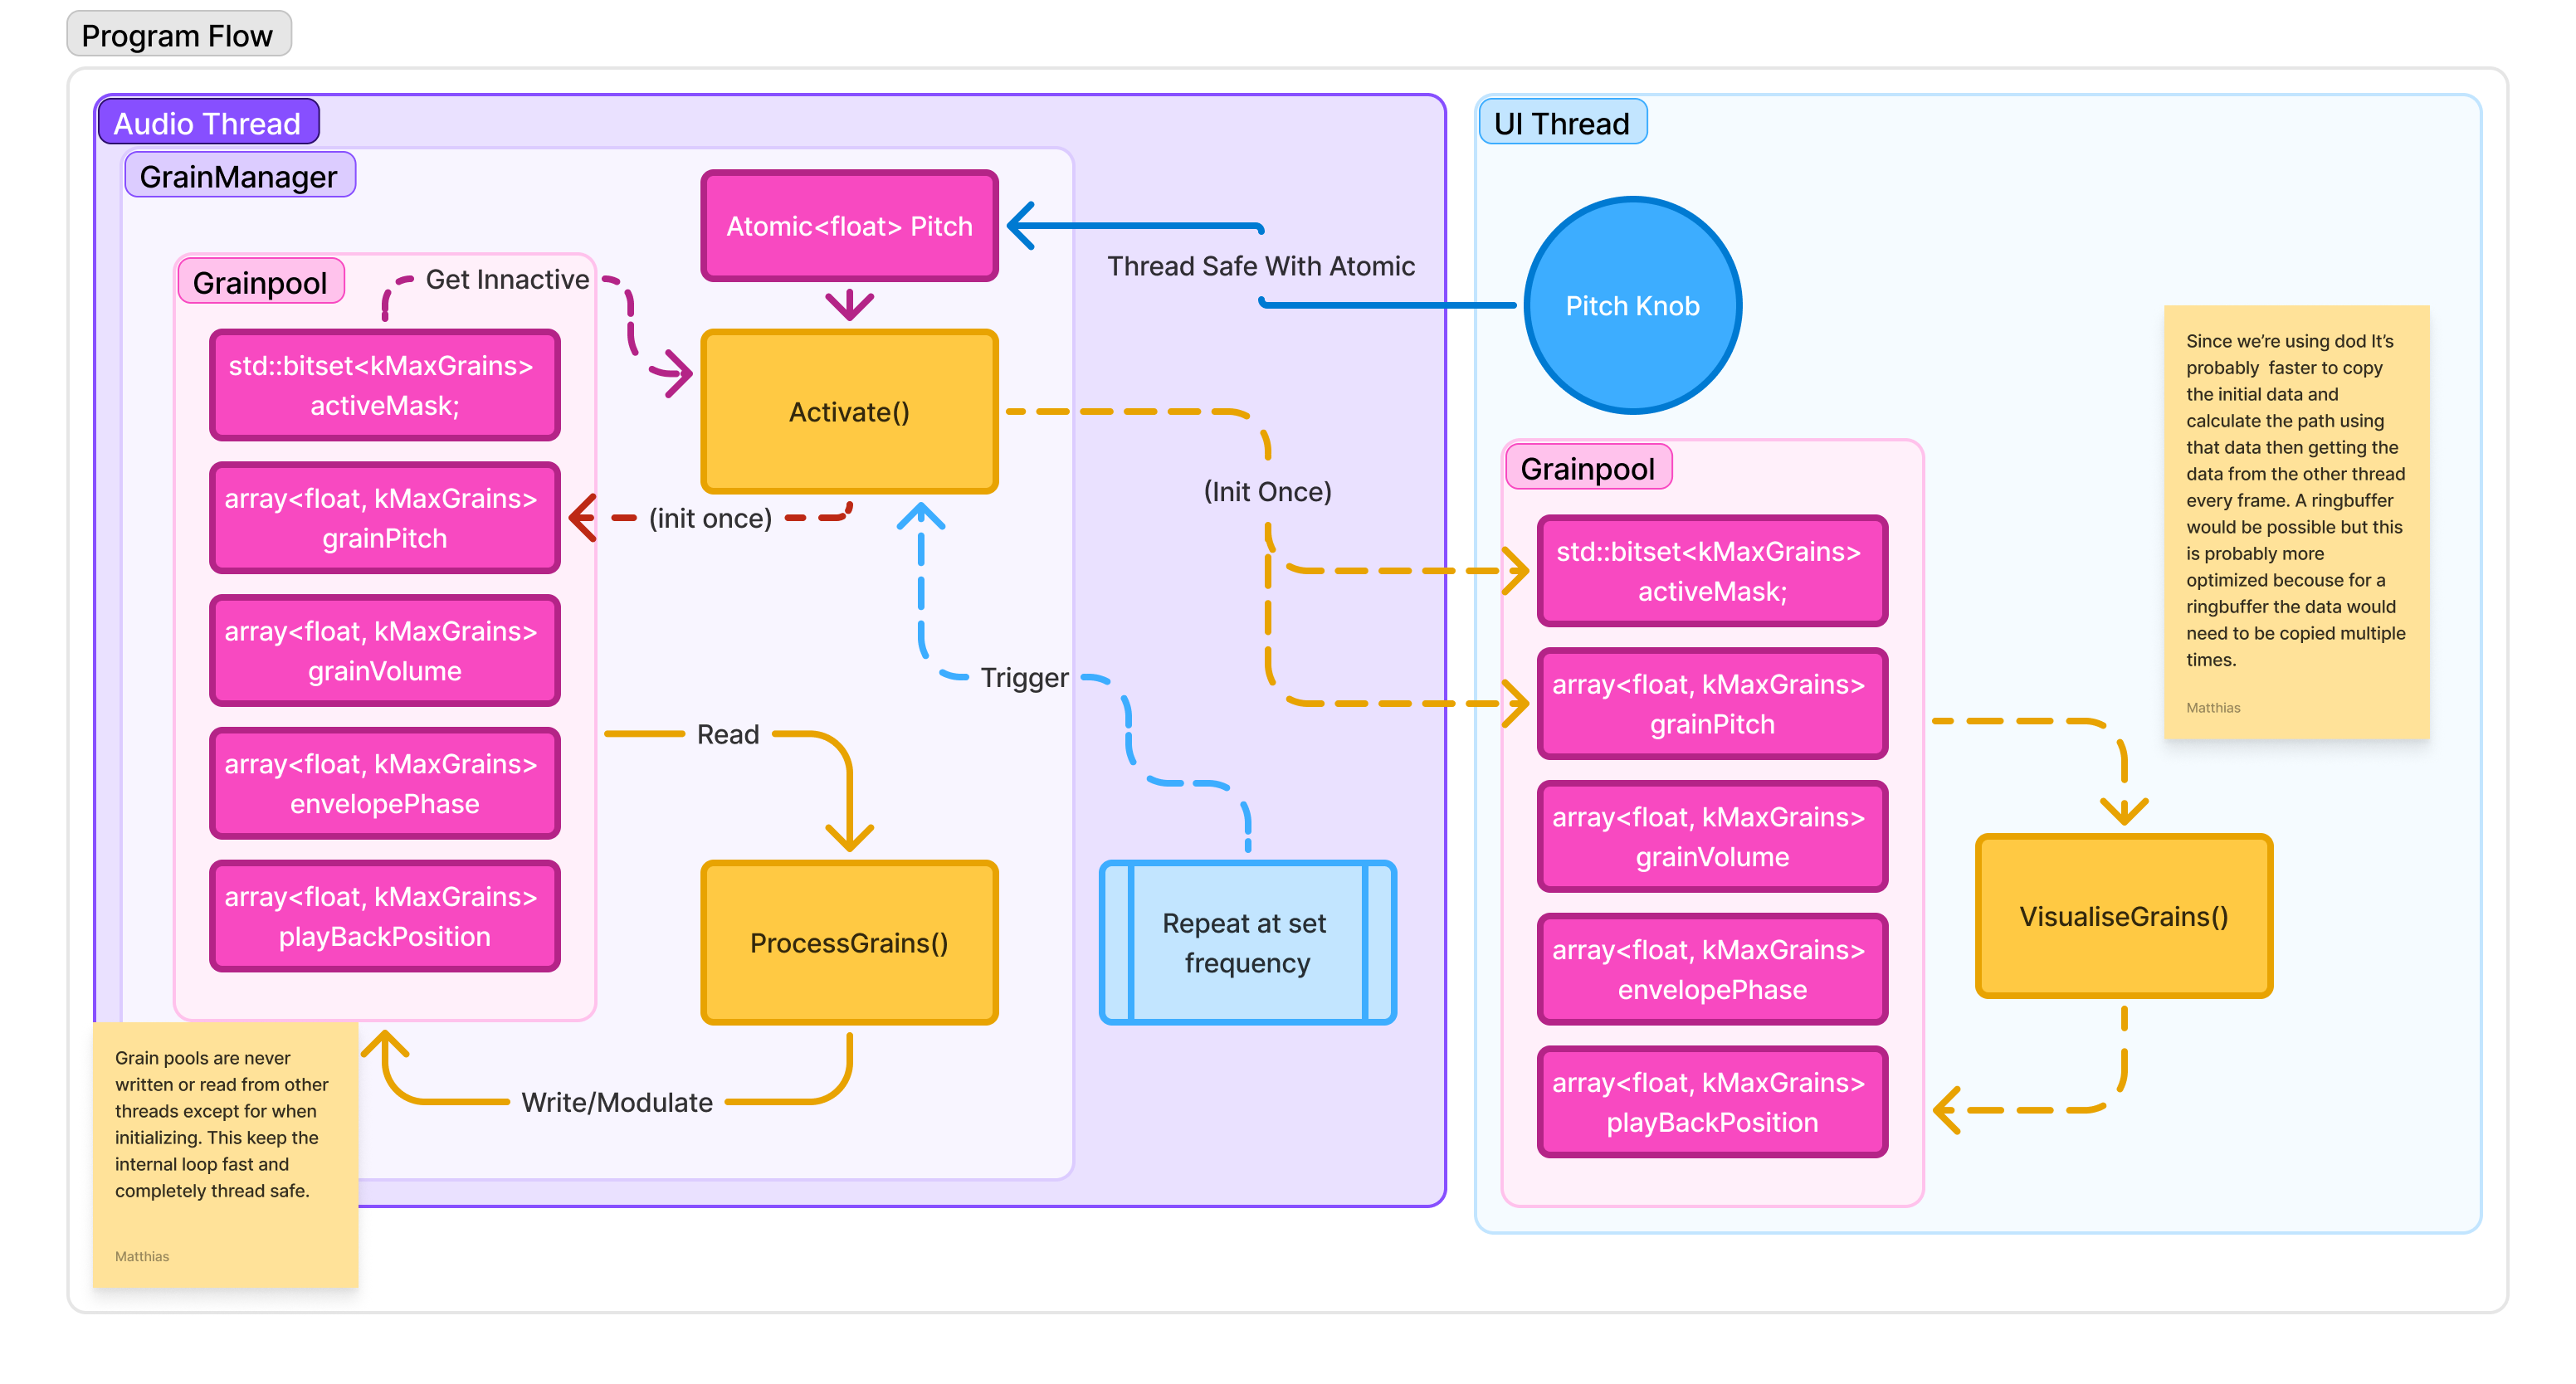 Program Flow
Audio Thread
GrainManager
Atomic<float> Pitch
Grainpool
Get Innactive
std::bitset<kMaxGrains>
activeMask;
Activate()
array<float, kMaxGrains>
grainPitch
(init once)
array<float, kMaxGrains>
grainVolume
Trigger
Read
array<float, kMaxGrains>
envelopePhase
array<float, kMaxGrains>
playBackPosition
ProcessGrains()
Repeat at set
frequency
Write/Modulate
Grain pools are never
written or read from other
threads except for when
initializing. This keep the
internal loop fast and
completely thread safe.
Matthias
Thread Safe With Atomic
(Init Once)
UI Thread
Pitch Knob
Grainpool
std::bitset<kMaxGrains>
activeMask;
array<float, kMaxGrains>
grainPitch
array<float, kMaxGrains>
grainVolume
array<float, kMaxGrains>
envelopePhase
array<float, kMaxGrains>
playBackPosition
VisualiseGrains()
Since we’re using dod It’s
probably  faster to copy
the initial data and
calculate the path using
that data then getting the
data from the other thread
every frame. A ringbuffer
would be possible but this
is probably more
optimized becouse for a
ringbuffer the data would
need to be copied multiple
times.
Matthias